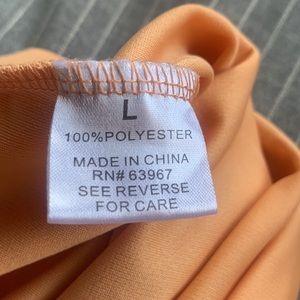 L
100%POLYESTER
MADE IN CHINA
RN# 63967
SEE REVERSE
FOR CARE